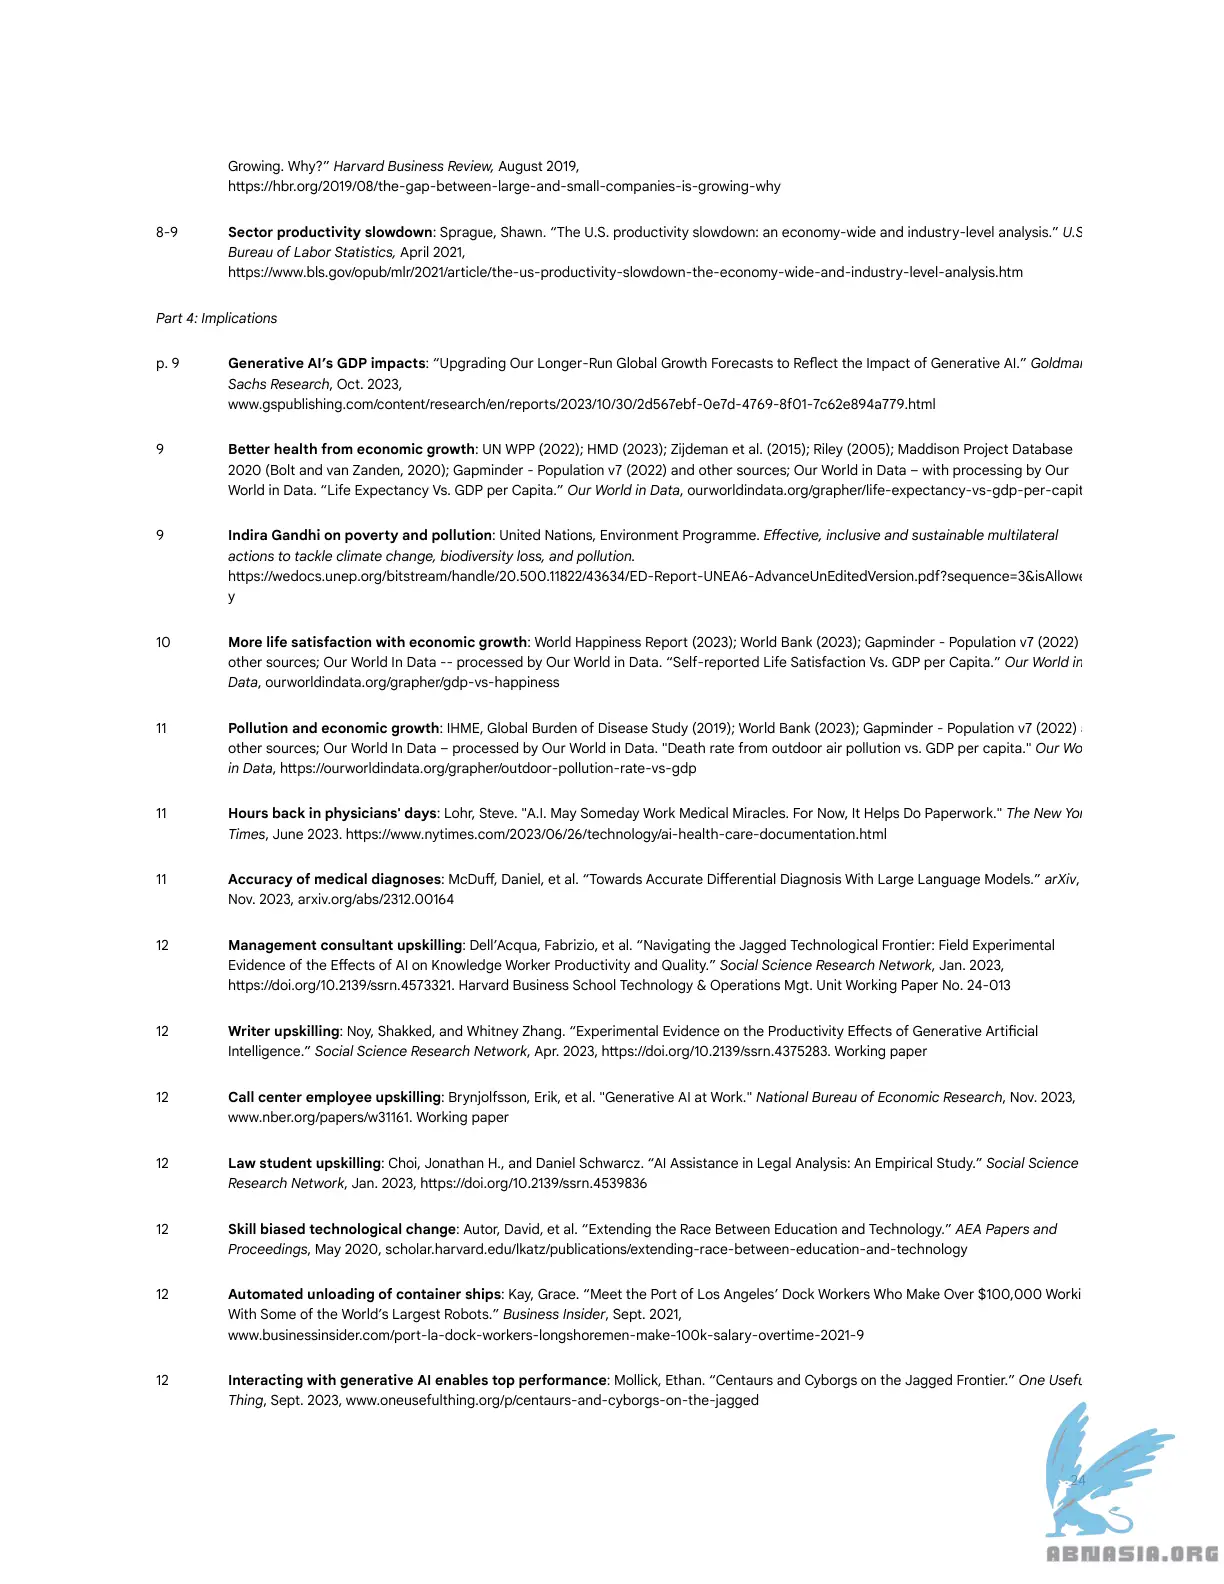 Growing. Why?” Harvard Business Review, August 2019,
https://hbr.org/2019/08/the-gap-between-large-and-small-companies-is-growing-why
8-9 Sector productivity slowdown: Sprague, Shawn. “The U.S. productivity slowdown: an economy-wide and industry-level analysis.” U.S
Bureau of Labor Statistics, April 2021,
https://www.bls.gov/opub/mlr/2021/article/the-us-productivity-slowdown-the-economy-wide-and-industry-level-analysis.htm
Part 4: Implications
p. 9 Generative AI’s GDP impacts: “Upgrading Our Longer-Run Global Growth Forecasts to Reflect the Impact of Generative AI.” Goldman
Sachs Research, Oct. 2023,
www.gspublishing.com/content/research/en/reports/2023/10/30/2d567ebf-0e7d-4769-8f01-7c62e894a779.html
9 Better health from economic growth: UN WPP (2022); HMD (2023); Zijdeman et al. (2015); Riley (2005); Maddison Project Database
2020 (Bolt and van Zanden, 2020); Gapminder - Population v7 (2022) and other sources; Our World in Data – with processing by Our
World in Data. “Life Expectancy Vs. GDP per Capita.” Our World in Data, ourworldindata.org/grapher/life-expectancy-vs-gdp-per-capit
9 Indira Gandhi on poverty and pollution: United Nations, Environment Programme. Effective, inclusive and sustainable multilateral
actions to tackle climate change, biodiversity loss, and pollution.
https://wedocs.unep.org/bitstream/handle/20.500.11822/43634/ED-Report-UNEA6-AdvanceUnEditedVersion.pdf?sequence=3&isAllowe
y
10 More life satisfaction with economic growth: World Happiness Report (2023); World Bank (2023); Gapminder - Population v7 (2022)
other sources; Our World In Data -- processed by Our World in Data. “Self-reported Life Satisfaction Vs. GDP per Capita.” Our World in
Data, ourworldindata.org/grapher/gdp-vs-happiness
11 Pollution and economic growth: IHME, Global Burden of Disease Study (2019); World Bank (2023); Gapminder - Population v7 (2022)
other sources; Our World In Data – processed by Our World in Data. "Death rate from outdoor air pollution vs. GDP per capita." Our Wo
in Data, https://ourworldindata.org/grapher/outdoor-pollution-rate-vs-gdp
11 Hours back in physicians' days: Lohr, Steve. "A.I. May Someday Work Medical Miracles. For Now, It Helps Do Paperwork." The New Yor
Times, June 2023. https://www.nytimes.com/2023/06/26/technology/ai-health-care-documentation.html
11 Accuracy of medical diagnoses: McDuff, Daniel, et al. “Towards Accurate Differential Diagnosis With Large Language Models.” arXiv,
Nov. 2023, arxiv.org/abs/2312.00164
12 Management consultant upskilling: Dell’Acqua, Fabrizio, et al. “Navigating the Jagged Technological Frontier: Field Experimental
Evidence of the Effects of AI on Knowledge Worker Productivity and Quality.” Social Science Research Network, Jan. 2023,
https://doi.org/10.2139/ssrn.4573321. Harvard Business School Technology & Operations Mgt. Unit Working Paper No. 24-013
12 Writer upskilling: Noy, Shakked, and Whitney Zhang. “Experimental Evidence on the Productivity Effects of Generative Artificial
Intelligence.” Social Science Research Network, Apr. 2023, https://doi.org/10.2139/ssrn.4375283. Working paper
12 Call center employee upskilling: Brynjolfsson, Erik, et al. "Generative AI at Work." National Bureau of Economic Research, Nov. 2023,
www.nber.org/papers/w31161. Working paper
12 Law student upskilling: Choi, Jonathan H., and Daniel Schwarcz. “AI Assistance in Legal Analysis: An Empirical Study.” Social Science
Research Network, Jan. 2023, https://doi.org/10.2139/ssrn.4539836
12 Skill biased technological change: Autor, David, et al. “Extending the Race Between Education and Technology.” AEA Papers and
Proceedings, May 2020, scholar.harvard.edu/lkatz/publications/extending-race-between-education-and-technology
12 Automated unloading of container ships: Kay, Grace. “Meet the Port of Los Angeles’ Dock Workers Who Make Over $100,000 Worki
With Some of the World’s Largest Robots.” Business Insider, Sept. 2021,
www.businessinsider.com/port-la-dock-workers-longshoremen-make-100k-salary-overtime-2021-9
12 Interacting with generative AI enables top performance: Mollick, Ethan. “Centaurs and Cyborgs on the Jagged Frontier.” One Usefu
Thing, Sept. 2023, www.oneusefulthing.org/p/centaurs-and-cyborgs-on-the-jagged
24
ABNASIA.ORG